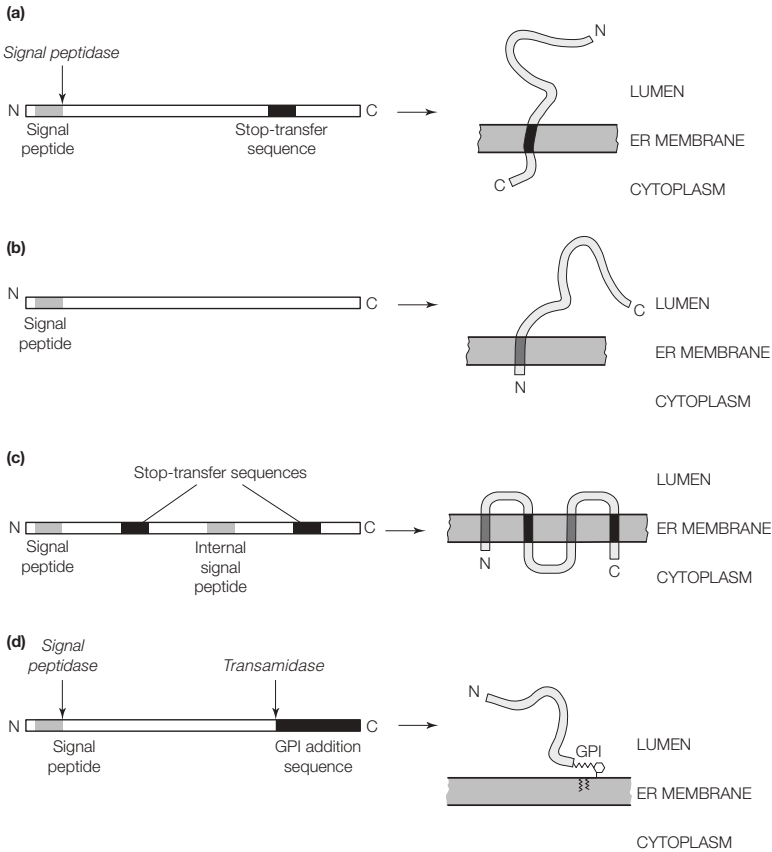 (a)
Signal peptidase
N
C
Signal
peptide
Stop-transfer
sequence
N
C
LUMEN
ER MEMBRANE
CYTOPLASM
(b)
N
C
Signal
peptide
C
N
LUMEN
ER MEMBRANE
CYTOPLASM
(c)
Stop-transfer sequences
N
C
Signal
peptide
Internal
signal
peptide
N
C
LUMEN
ER MEMBRANE
CYTOPLASM
(d)
Signal
peptidase
Transamidase
N
C
Signal
peptide
GPI addition
sequence
N
GPI
LUMEN
ER MEMBRANE
CYTOPLASM